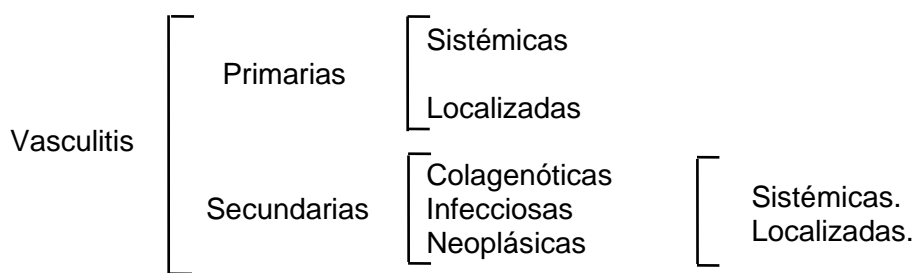 Vasculitis
Primarias
Sistémicas
Localizadas
Secundarias
Colagenóticas
Infecciosas
Neoplásicas
Sistémicas.
Localizadas.